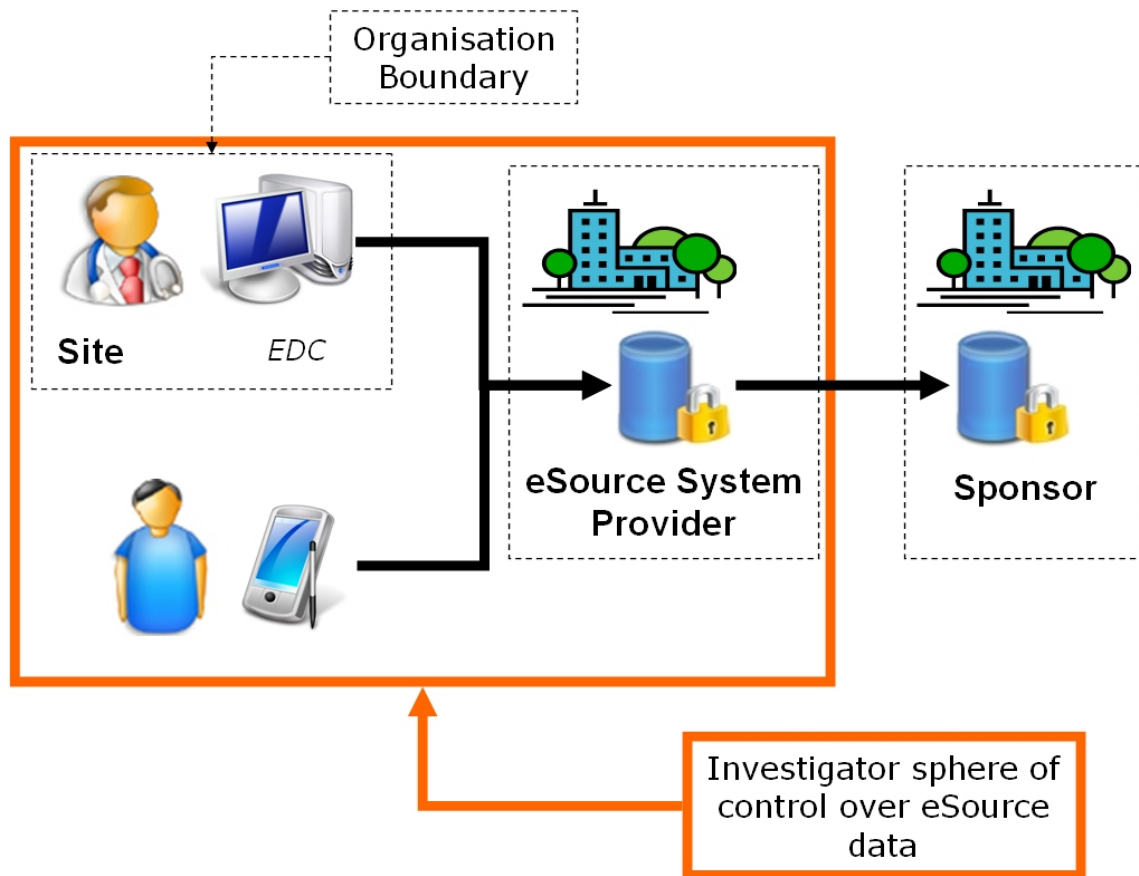 Organisation
Boundary
Site
EDC
eSource System
Provider
Sponsor
Investigator sphere of
control over eSource
data